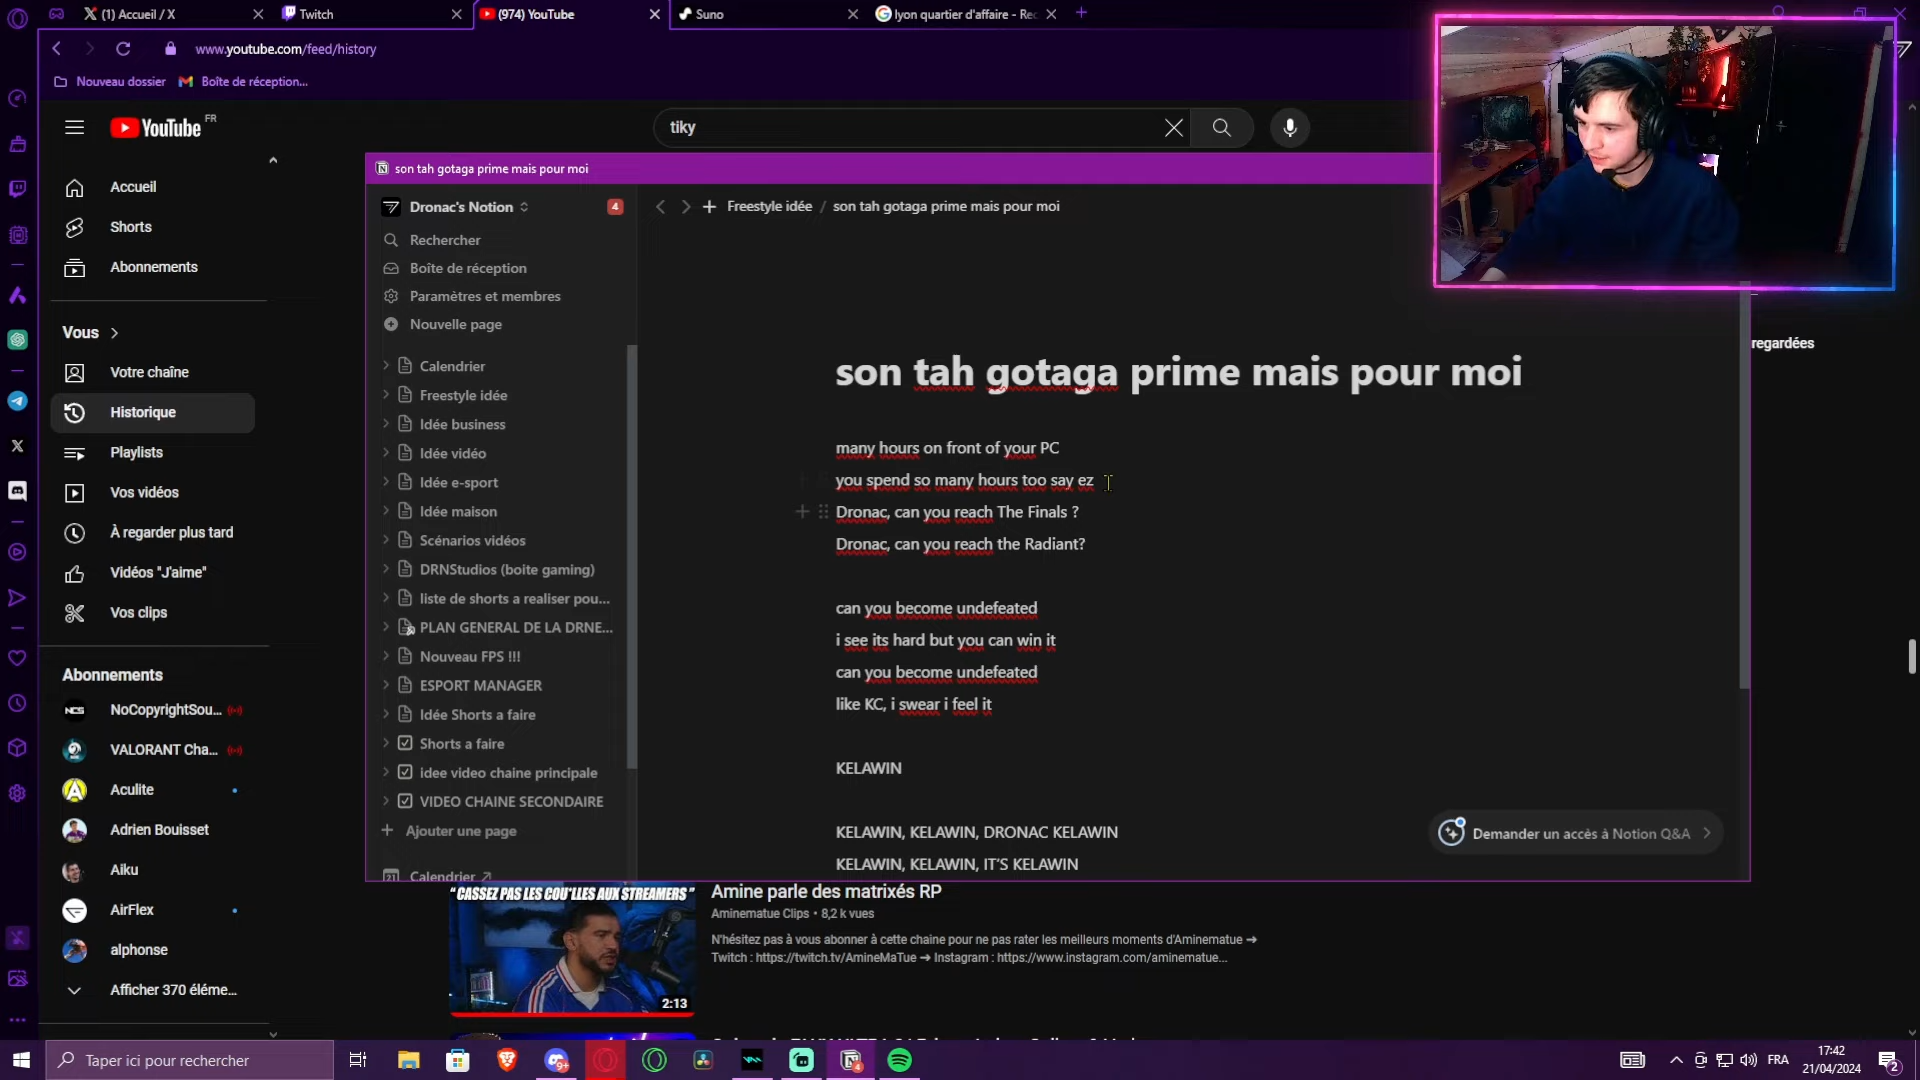 (1) Accueil / X
Twitch
(974) YouTube
Suno
lyon quartier d'affaire - Rec
www.youtube.com/feed/history
Nouveau dossier
Boîte de réception...
YouTube FR
tiky
Accueil
Shorts
Abonnements
Vous
Votre chaîne
Historique
Playlists
Vos vidéos
À regarder plus tard
Vidéos "J'aime"
Vos clips
Abonnements
NoCopyrightSou...
VALORANT Cha...
Aculite
Adrien Bouisset
Aiku
AirFlex
alphonse
Afficher 370 éléme...
son tah gotaga prime mais pour moi
Dronac's Notion
4
Rechercher
Boîte de réception
Paramètres et membres
Nouvelle page
Calendrier
Freestyle idée
Idée business
Idée vidéo
Idée e-sport
Idée maison
Scénarios vidéos
DRNStudios (boite gaming)
liste de shorts a realiser pou...
PLAN GENERAL DE LA DRNE...
Nouveau FPS !!!
ESPORT MANAGER
Idée Shorts a faire
Shorts a faire
idee video chaine principale
VIDEO CHAINE SECONDAIRE
Ajouter une page
Calendrier
Freestyle idée / son tah gotaga prime mais pour moi
son tah gotaga prime mais pour moi
many hours on front of your PC
you spend so many hours too say ez
Dronac, can you reach The Finals ?
Dronac, can you reach the Radiant?
can you become undefeated
i see its hard but you can win it
can you become undefeated
like KC, i swear i feel it
KELAWIN
KELAWIN, KELAWIN, DRONAC KELAWIN
KELAWIN, KELAWIN, IT'S KELAWIN
Demander un accès à Notion Q&A
regardées
"CASSEZ PAS LES COU*LLES AUX STREAMERS"
2:13
Amine parle des matrixés RP
Aminematue Clips • 8,2 k vues
N'hésitez pas à vous abonner à cette chaine pour ne pas rater les meilleurs moments d'Aminematue →
Twitch : https://twitch.tv/AmineMaTue → Instagram : https://www.instagram.com/aminematue...
Taper ici pour rechercher
FRA
17:42
21/04/2024
2